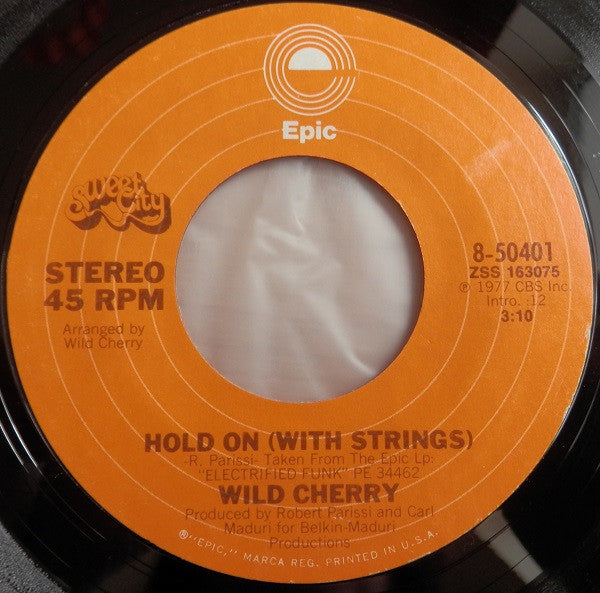 Epic
Sweet City
STEREO
45 RPM
Arranged by
Wild Cherry
8-50401
ZSS 163075
℗ 1977 CBS Inc.
Intro. :12
3:10
HOLD ON (WITH STRINGS)
-R. Parissi- Taken From The Epic Lp:
"ELECTRIFIED FUNK" PE 34462
WILD CHERRY
Produced by Robert Parissi and Carl
Maduri for Belkin-Maduri
Productions
®"EPIC," MARCA REG. PRINTED IN U.S.A.